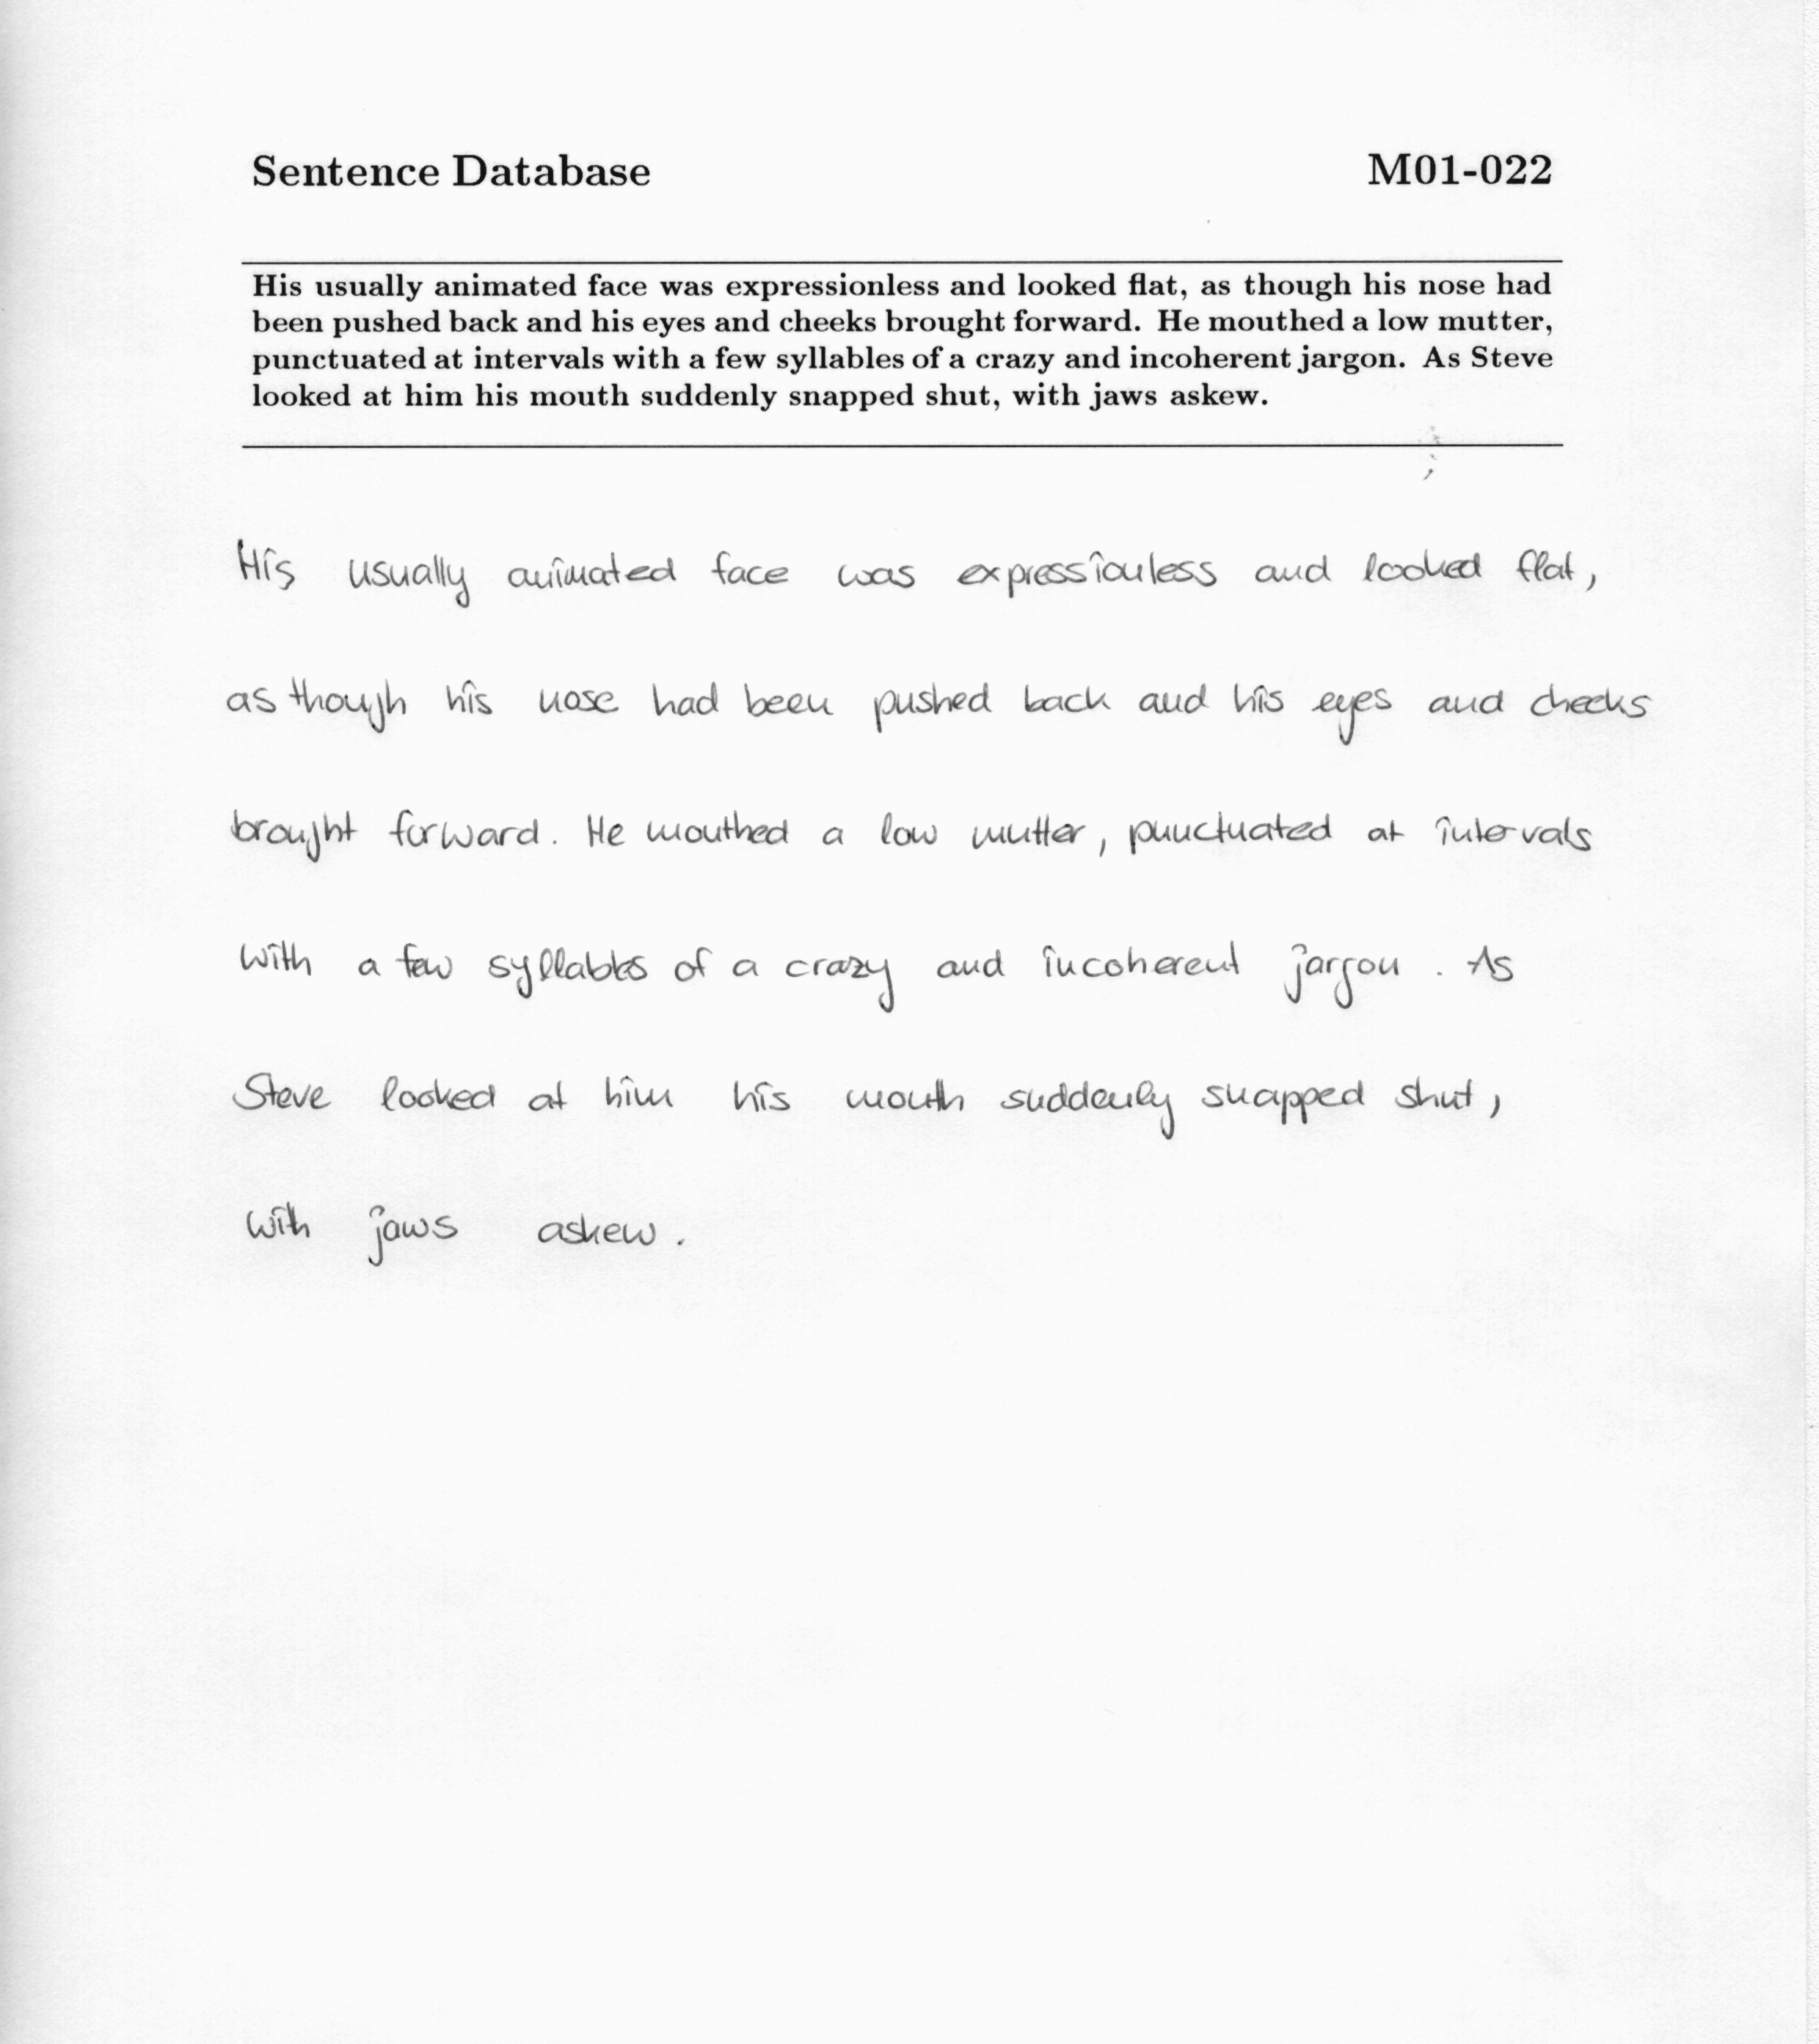 Sentence Database M01-022
His usually animated face was expressionless and looked flat, as though his nose had
been pushed back and his eyes and cheeks brought forward. He mouthed a low mutter,
punctuated at intervals with a few syllables of a crazy and incoherent jargon. As Steve
looked at him his mouth suddenly snapped shut, with jaws askew.
His usually animated face was expressionless and looked flat,
as though his nose had been pushed back and his eyes and cheeks
brought forward. He mouthed a low mutter, punctuated at intervals
with a few syllables of a crazy and incoherent jargon. As
Steve looked at him his mouth suddenly snapped shut,
with jaws askew.